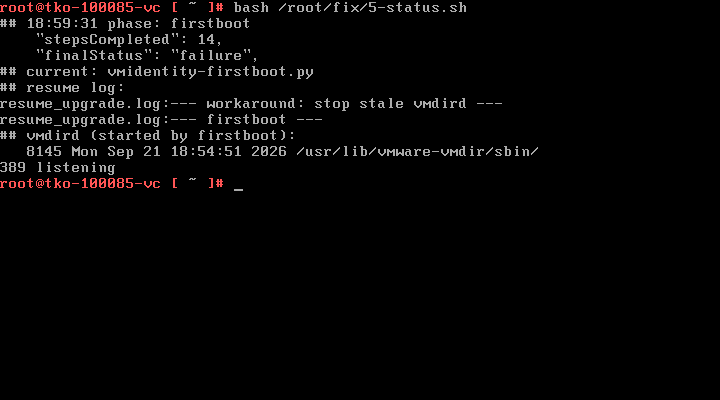 root@tko-100085-vc [ ~ ]# bash /root/fix/5-status.sh
## 18:59:31 phase: firstboot
    "stepsCompleted": 14,
    "finalStatus": "failure",
## current: vmidentity-firstboot.py
## resume log:
resume_upgrade.log:--- workaround: stop stale vmdird ---
resume_upgrade.log:--- firstboot ---
## vmdird (started by firstboot):
   8145 Mon Sep 21 18:54:51 2026 /usr/lib/vmware-vmdir/sbin/
389 listening
root@tko-100085-vc [ ~ ]# _